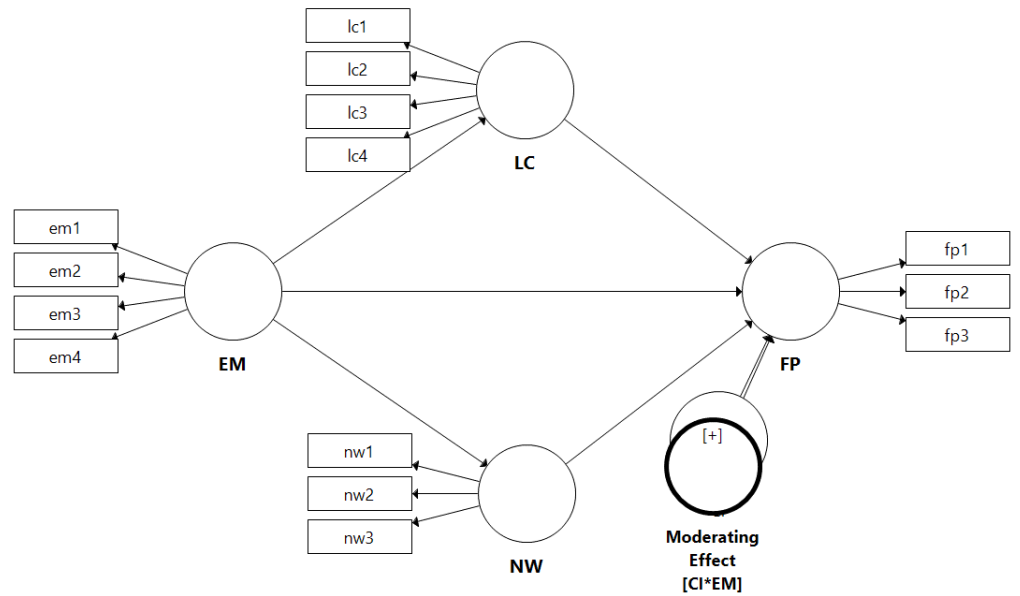 lc1
lc2
lc3
lc4
LC
em1
em2
em3
em4
EM
fp1
fp2
fp3
FP
nw1
nw2
nw3
NW
[+]
Moderating
Effect
[CI*EM]